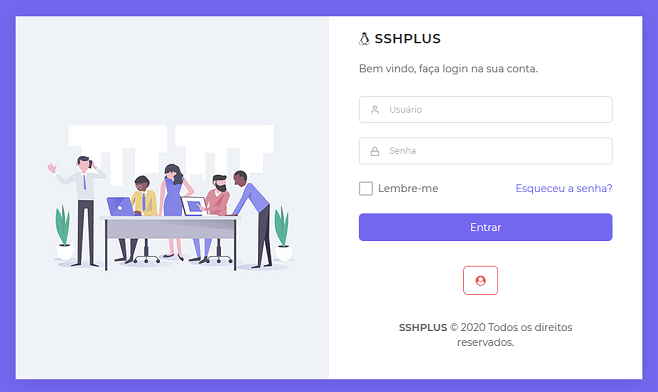 SSHPLUS
Bem vindo, faça login na sua conta.
Usuário
Senha
Lembre-me
Esqueceu a senha?
Entrar
SSHPLUS © 2020 Todos os direitos
reservados.